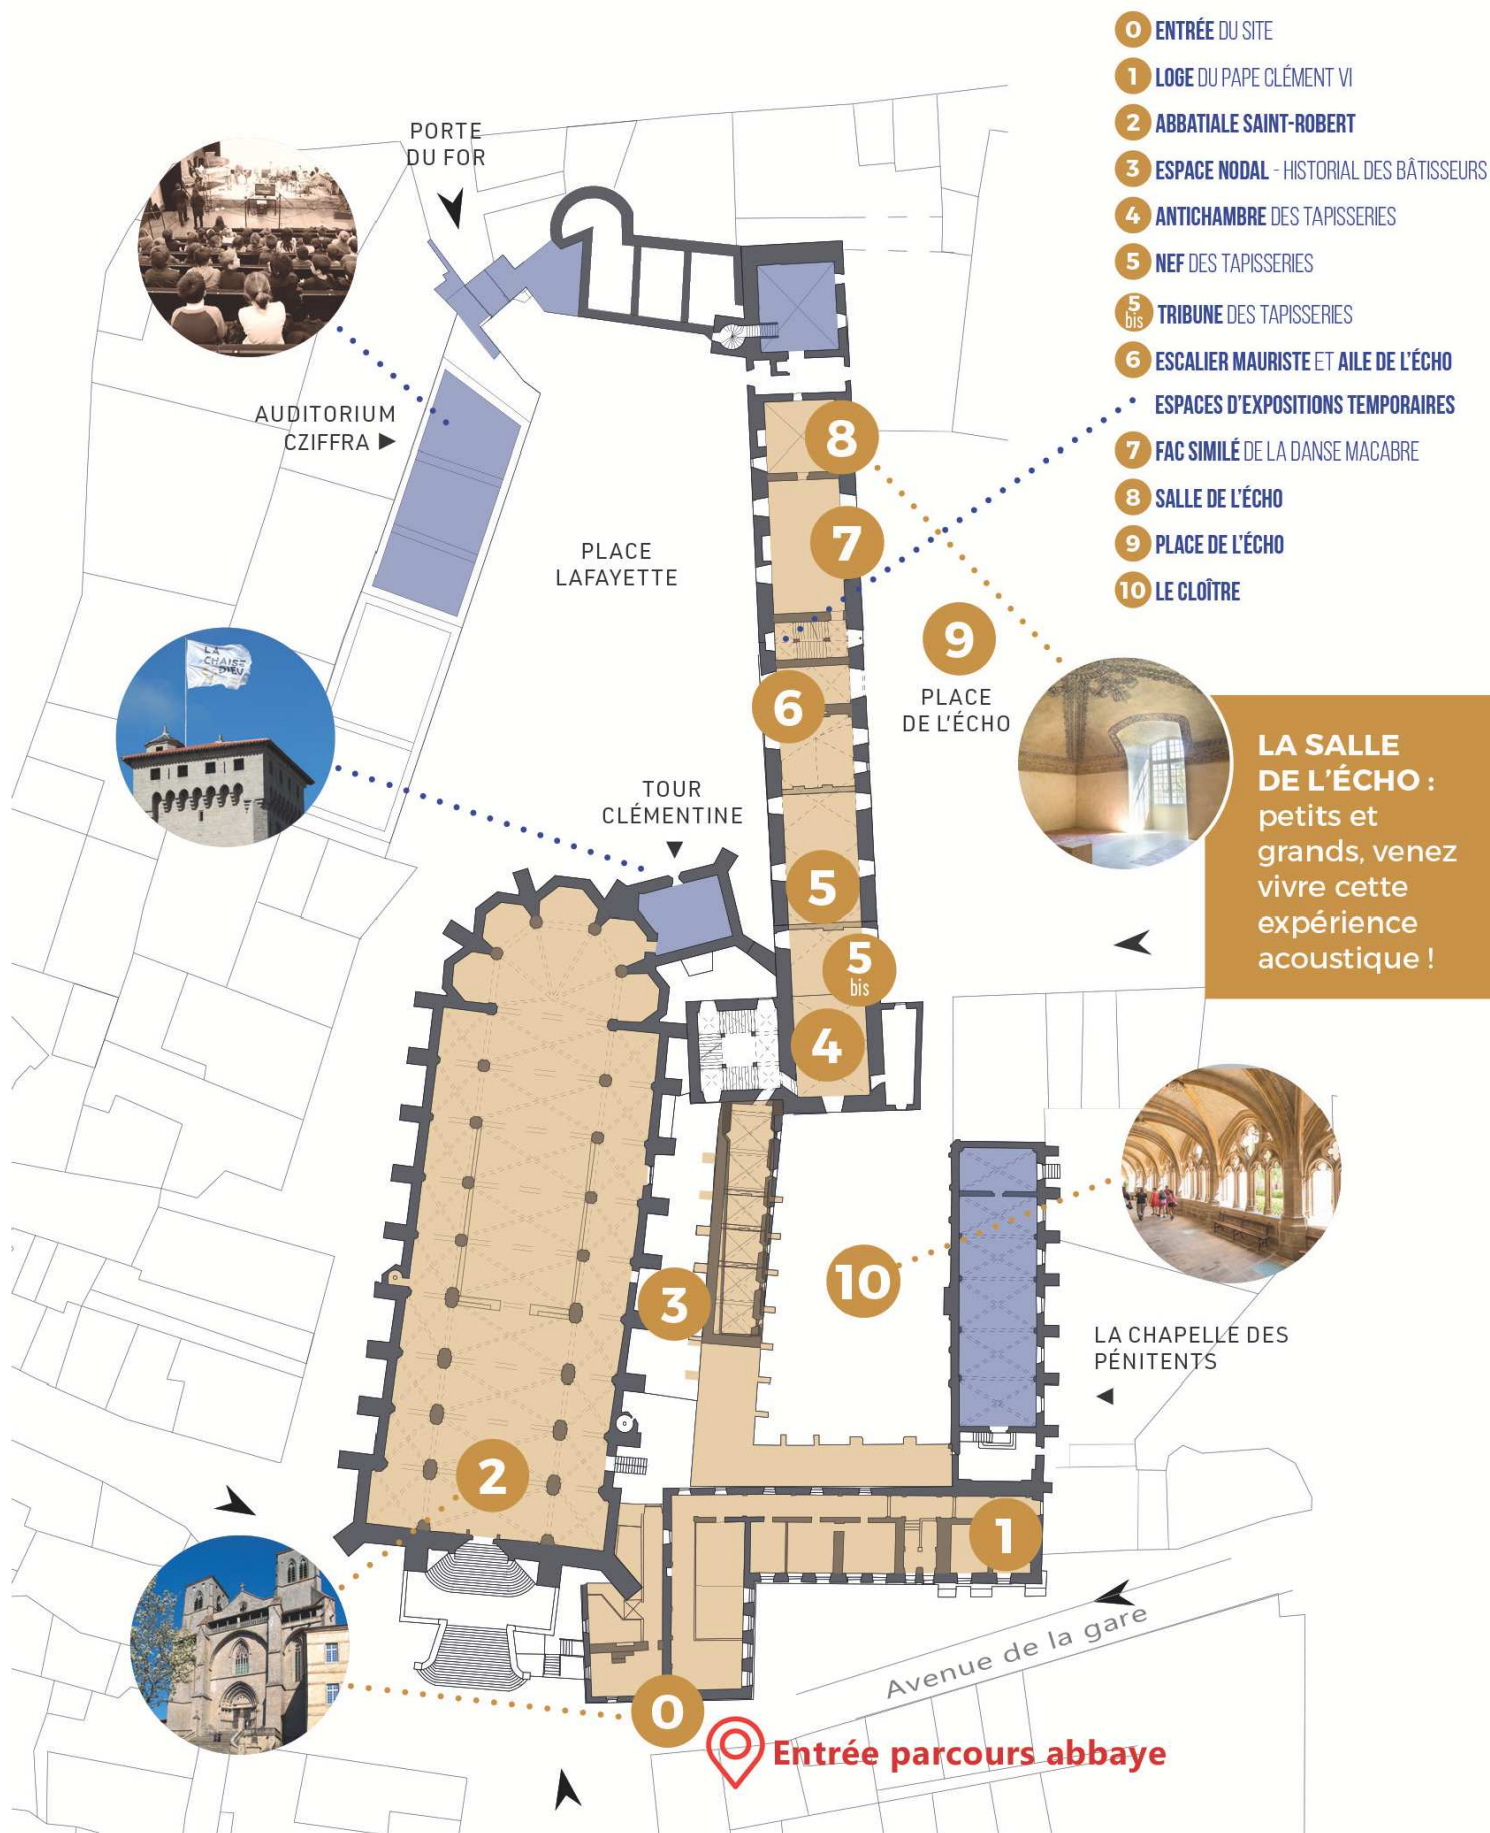 0 ENTRÉE DU SITE
1 LOGE DU PAPE CLÉMENT VI
2 ABBATIALE SAINT-ROBERT
3 ESPACE NODAL - HISTORIAL DES BÂTISSEURS
4 ANTICHAMBRE DES TAPISSERIES
5 NEF DES TAPISSERIES
5 bis TRIBUNE DES TAPISSERIES
6 ESCALIER MAURISTE ET AILE DE L'ÉCHO
ESPACES D'EXPOSITIONS TEMPORAIRES
7 FAC SIMILÉ DE LA DANSE MACABRE
8 SALLE DE L'ÉCHO
9 PLACE DE L'ÉCHO
10 LE CLOÎTRE
PORTE
DU FOR
AUDITORIUM
CZIFFRA
8
7
PLACE
LAFAYETTE
9
PLACE
DE L'ÉCHO
6
LA
CHAISE
DIEU
LA SALLE
DE L'ÉCHO :
petits et
grands, venez
vivre cette
expérience
acoustique !
TOUR
CLÉMENTINE
5
5
bis
4
10
3
LA CHAPELLE DES
PÉNITENTS
2
1
Avenue de la gare
0
Entrée parcours abbaye